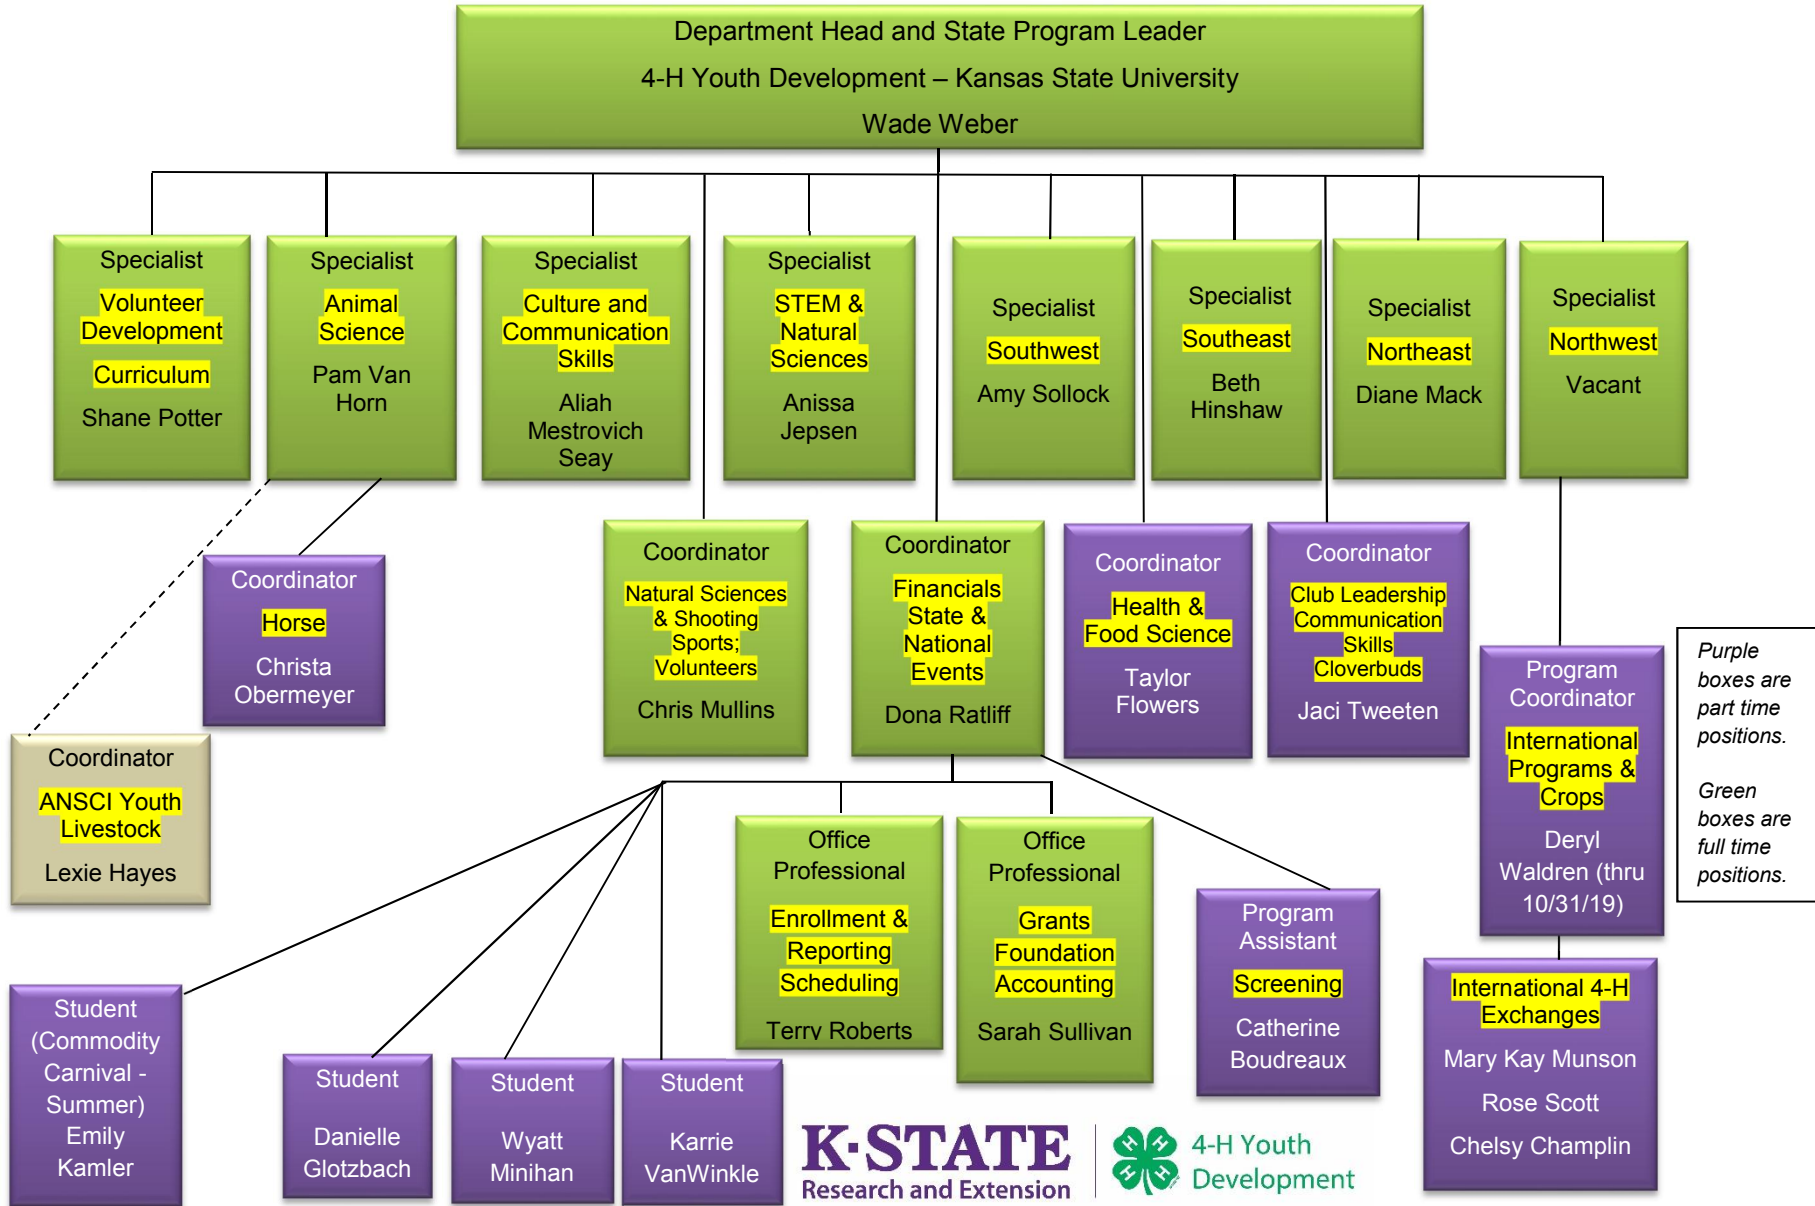 Department Head and State Program Leader
4-H Youth Development – Kansas State University
Wade Weber
Specialist
Volunteer
Development
Curriculum
Shane Potter
Specialist
Animal
Science
Pam Van
Horn
Specialist
Culture and
Communication
Skills
Aliah
Mestrovich
Seay
Specialist
STEM &
Natural
Sciences
Anissa
Jepsen
Specialist
Southwest
Amy Sollock
Specialist
Southeast
Beth
Hinshaw
Specialist
Northeast
Diane Mack
Specialist
Northwest
Vacant
Coordinator
Horse
Christa
Obermeyer
Coordinator
ANSCI Youth
Livestock
Lexie Hayes
Coordinator
Natural Sciences
& Shooting
Sports;
Volunteers
Chris Mullins
Coordinator
Financials
State &
National
Events
Dona Ratliff
Coordinator
Health &
Food Science
Taylor
Flowers
Coordinator
Club Leadership
Communication
Skills
Cloverbuds
Jaci Tweeten
Program
Coordinator
International
Programs &
Crops
Deryl
Waldren (thru
10/31/19)
Purple
boxes are
part time
positions.
Green
boxes are
full time
positions.
Student
(Commodity
Carnival -
Summer)
Emily
Kamler
Student
Danielle
Glotzbach
Student
Wyatt
Minihan
Student
Karrie
VanWinkle
Office
Professional
Enrollment &
Reporting
Scheduling
Terry Roberts
Office
Professional
Grants
Foundation
Accounting
Sarah Sullivan
Program
Assistant
Screening
Catherine
Boudreaux
International 4-H
Exchanges
Mary Kay Munson
Rose Scott
Chelsy Champlin
K-STATE
Research and Extension
H H H H
4-H Youth
Development